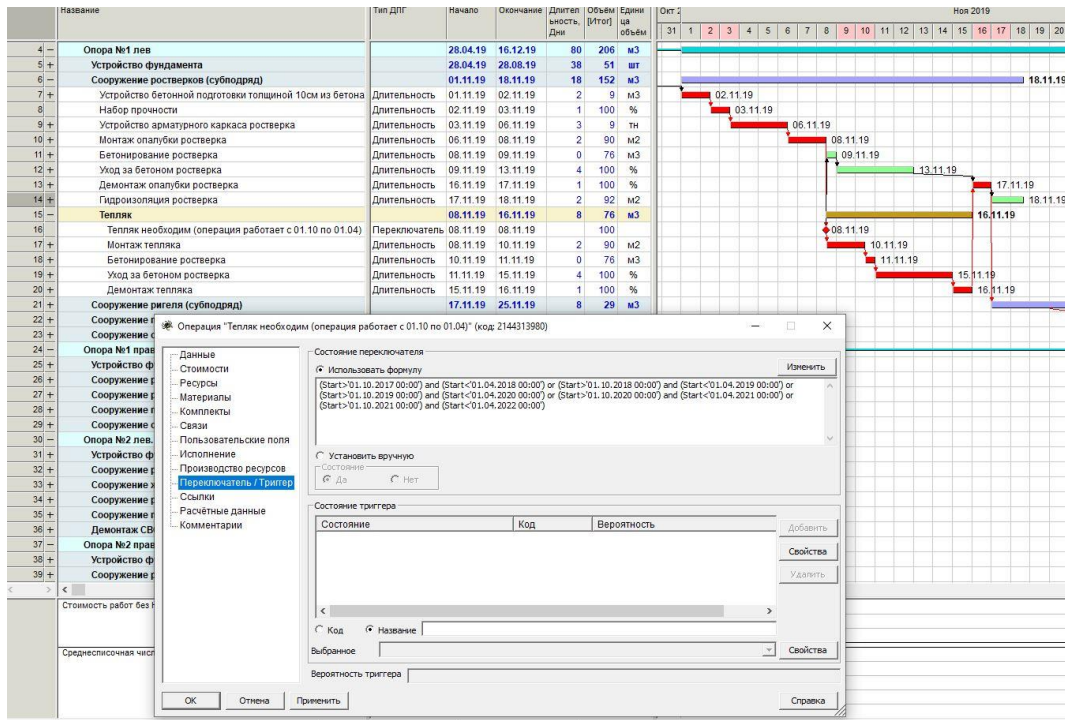 Название Тип ДПГ Начало Окончание Длител ьность, Дни Объём [Итог] Едини ца объём Окт 2 Ноя 2019
31 1 2 3 4 5 6 7 8 9 10 11 12 13 14 15 16 17 18 19 20
4 − Опора №1 лев 28.04.19 16.12.19 80 206 м3
5 + Устройство фундамента 28.04.19 28.08.19 38 51 шт
6 − Сооружение ростверков (субподряд) 01.11.19 18.11.19 18 152 м3 18.11.19
7 + Устройство бетонной подготовки толщиной 10см из бетона Длительность 01.11.19 02.11.19 2 9 м3 02.11.19
8 Набор прочности Длительность 02.11.19 03.11.19 1 100 % 03.11.19
9 + Устройство арматурного каркаса ростверка Длительность 03.11.19 06.11.19 3 9 тн 06.11.19
10 + Монтаж опалубки ростверка Длительность 06.11.19 08.11.19 2 90 м2 08.11.19
11 + Бетонирование ростверка Длительность 08.11.19 09.11.19 0 76 м3 09.11.19
12 + Уход за бетоном ростверка Длительность 09.11.19 13.11.19 4 100 % 13.11.19
13 + Демонтаж опалубки ростверка Длительность 16.11.19 17.11.19 1 100 % 17.11.19
14 + Гидроизоляция ростверка Длительность 17.11.19 18.11.19 2 92 м2 18.11.19
15 − Тепляк 08.11.19 16.11.19 8 76 м3 16.11.19
16 Тепляк необходим (операция работает с 01.10 по 01.04) Переключатель 08.11.19 08.11.19 100 08.11.19
17 + Монтаж тепляка Длительность 08.11.19 10.11.19 2 90 м2 10.11.19
18 + Бетонирование ростверка Длительность 10.11.19 11.11.19 0 76 м3 11.11.19
19 + Уход за бетоном ростверка Длительность 11.11.19 15.11.19 4 100 % 15.11.19
20 + Демонтаж тепляка Длительность 15.11.19 16.11.19 1 100 % 16.11.19
21 + Сооружение ригеля (субподряд) 17.11.19 25.11.19 8 29 м3
22 + Сооружение
23 + Сооружение
24 − Опора №1 прав
25 + Устройство ф
26 + Сооружение р
27 + Сооружение
28 + Сооружение
29 + Сооружение
30 − Опора №2 лев.
31 + Устройство ф
32 + Сооружение р
33 + Сооружение
34 + Сооружение р
35 + Сооружение
36 + Демонтаж СВ
37 − Опора №2 прав
38 + Устройство ф
39 + Сооружение р
Стоимость работ без
Среднесписочная числ
Операция "Тепляк необходим (операция работает с 01.10 по 01.04)" (код: 2144313980)
Данные
Стоимости
Ресурсы
Материалы
Комплекты
Связи
Пользовательские поля
Исполнение
Производство ресурсов
Переключатель / Триггер
Ссылки
Расчётные данные
Комментарии
Состояние переключателя
Использовать формулу Изменить
(Start>'01.10.2017 00:00') and (Start<'01.04.2018 00:00') or (Start>'01.10.2018 00:00') and (Start<'01.04.2019 00:00') or
(Start>'01.10.2019 00:00') and (Start<'01.04.2020 00:00') or (Start>'01.10.2020 00:00') and (Start<'01.04.2021 00:00') or
(Start>'01.10.2021 00:00') and (Start<'01.04.2022 00:00')
Установить вручную
Состояние
Да Нет
Состояние триггера
Состояние Код Вероятность Добавить
Свойства
Удалить
Код Название
Выбранное Свойства
Вероятность триггера
ОК Отмена Применить Справка